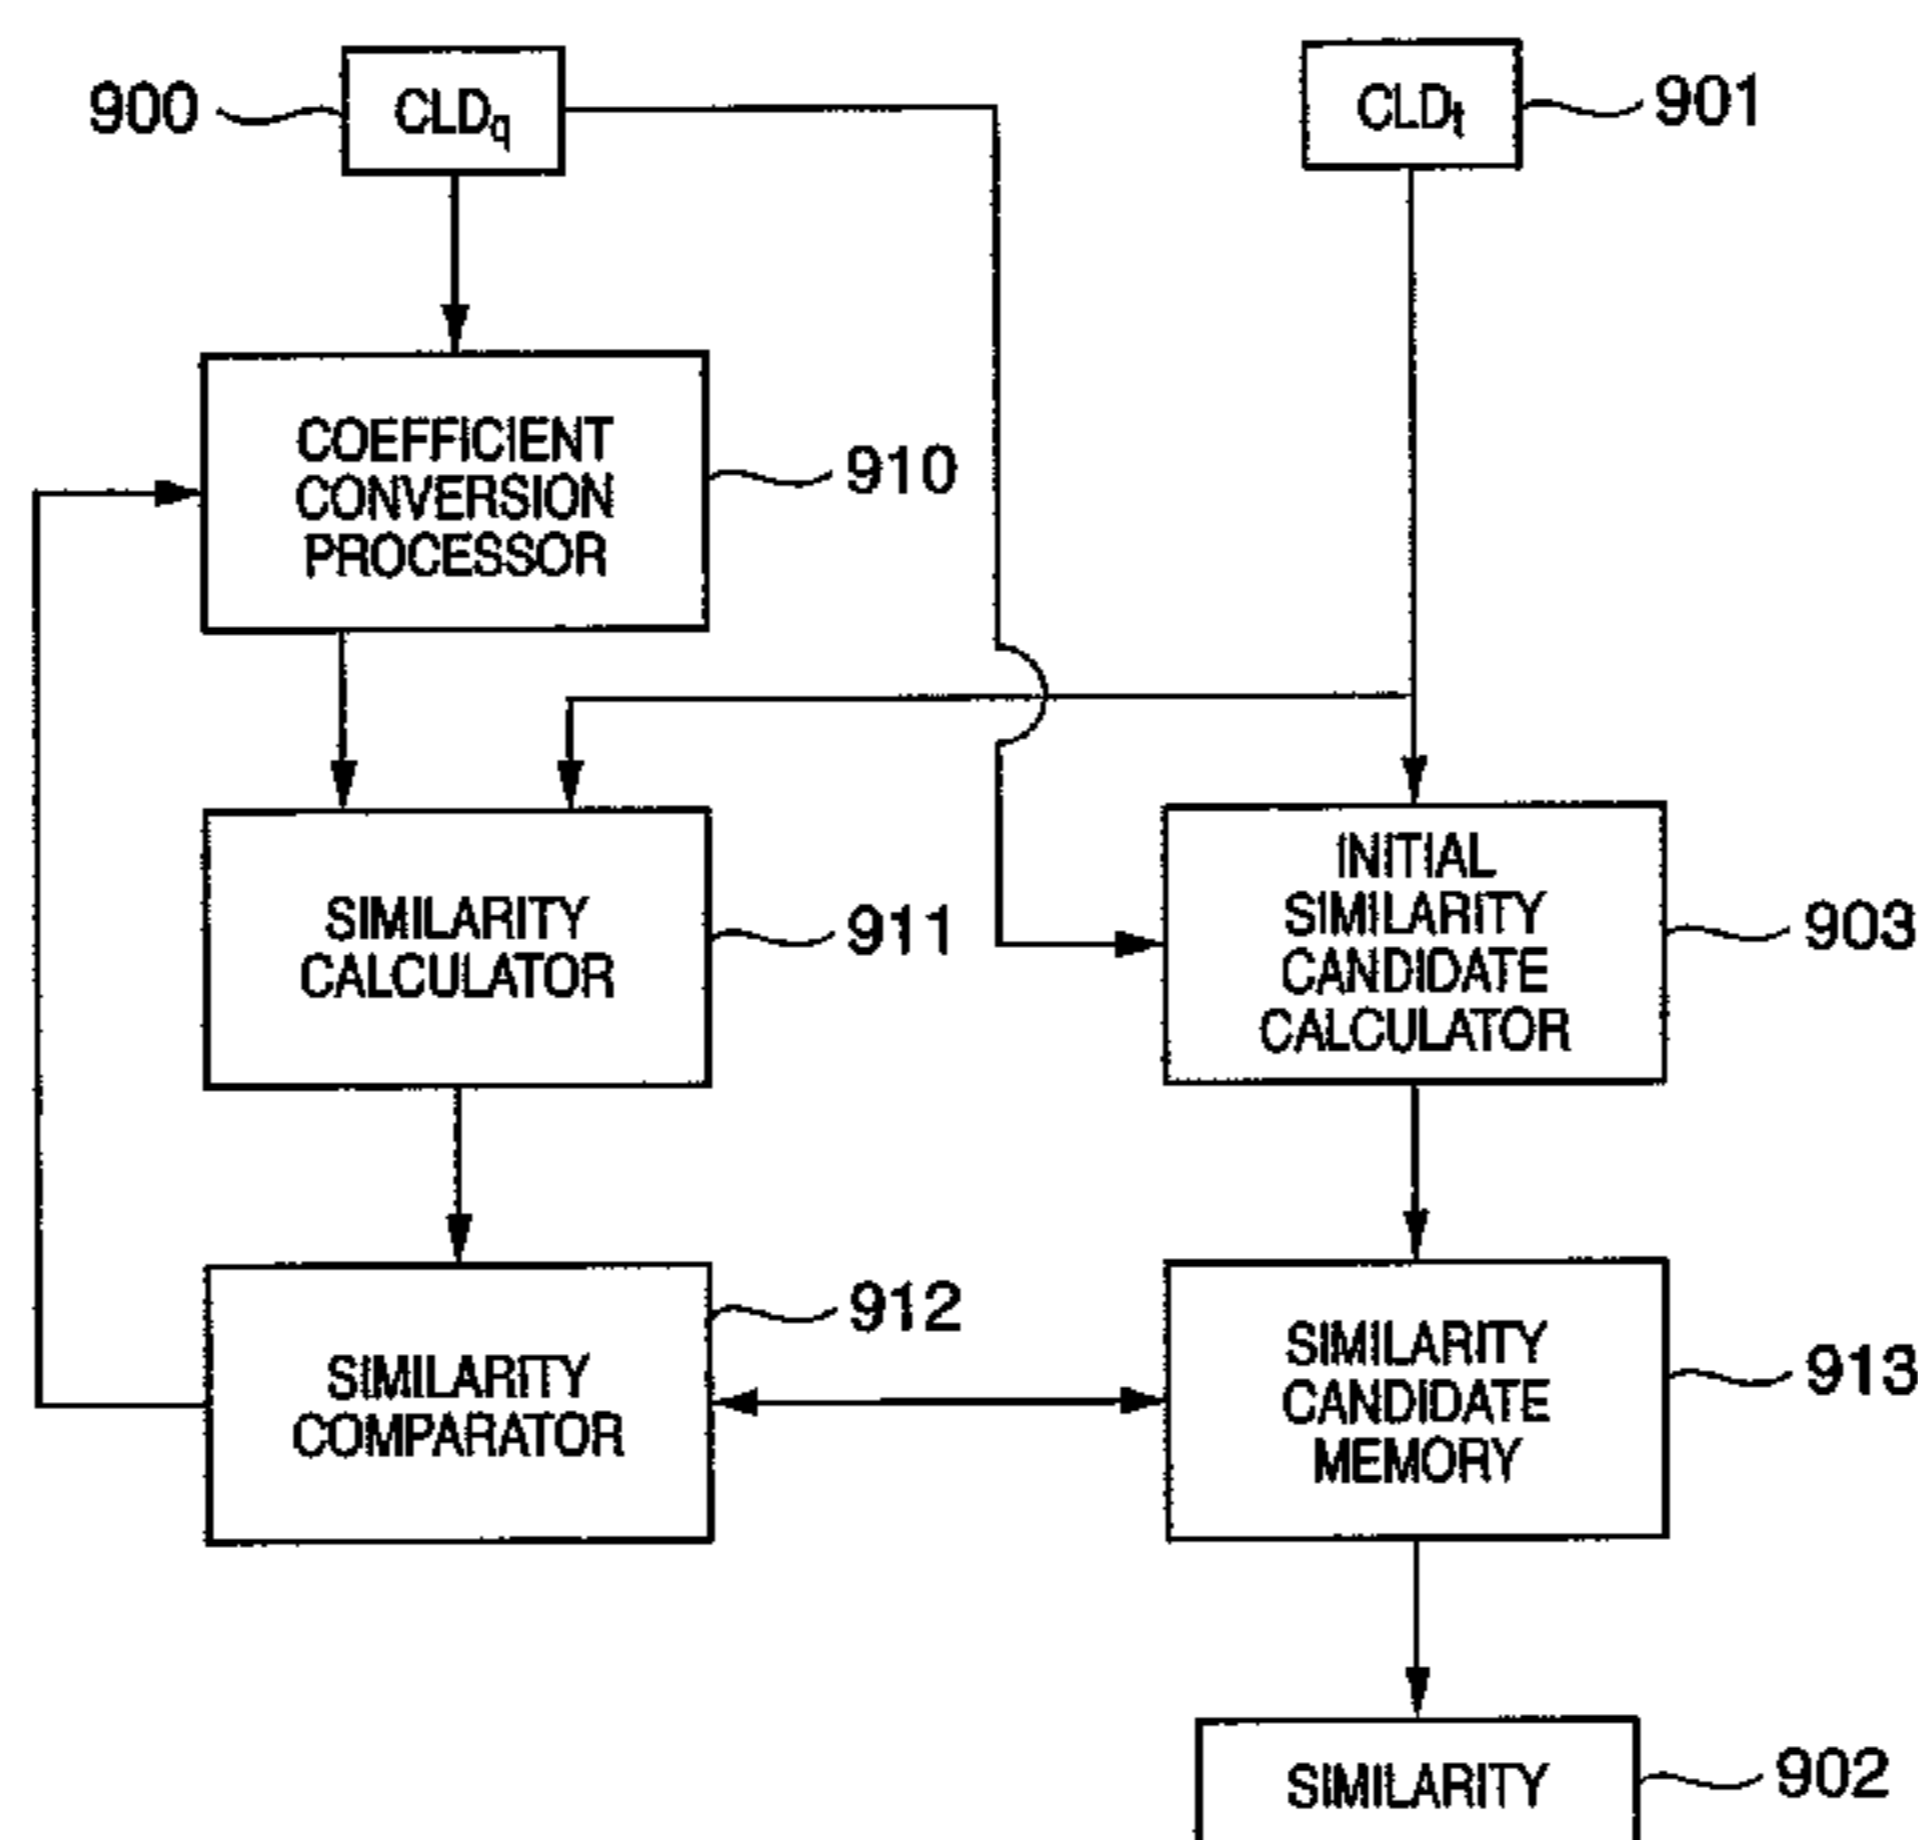 900
CLDq
CLDt
901
COEFFICIENT
CONVERSION
PROCESSOR
910
SIMILARITY
CALCULATOR
911
INITIAL
SIMILARITY
CANDIDATE
CALCULATOR
903
912
SIMILARITY
COMPARATOR
SIMILARITY
CANDIDATE
MEMORY
913
SIMILARITY
902